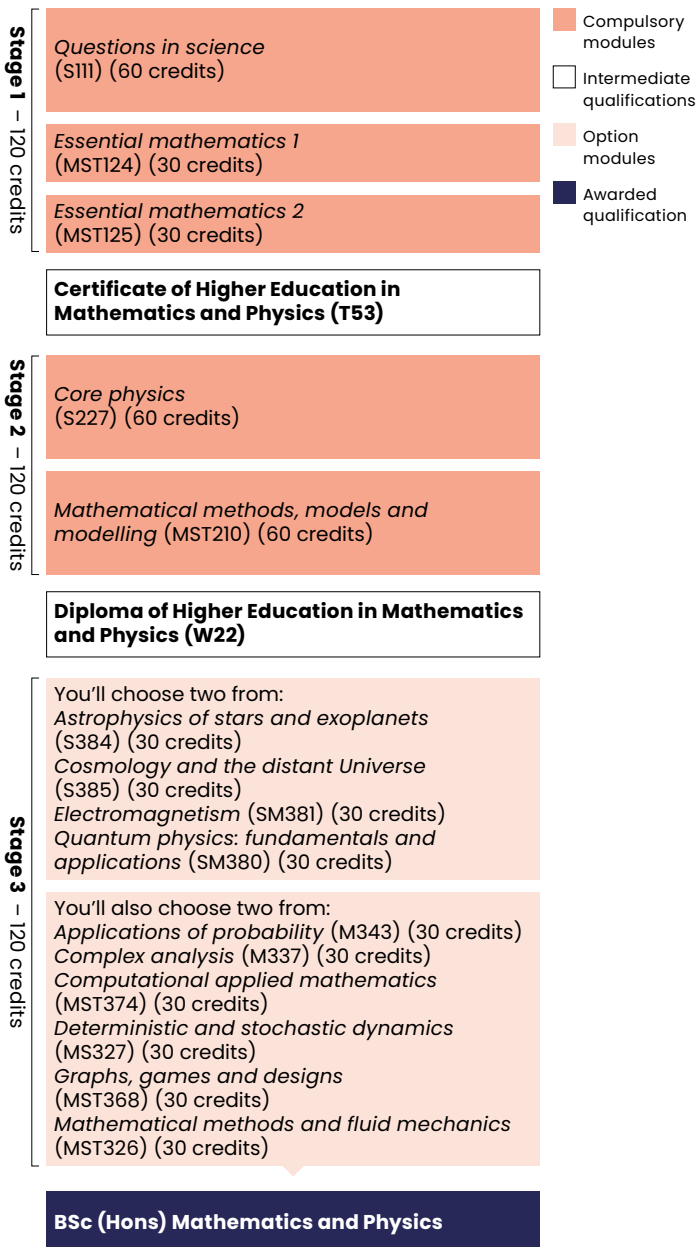 Stage 1 – 120 credits
Questions in science
(S111) (60 credits)
Essential mathematics 1
(MST124) (30 credits)
Essential mathematics 2
(MST125) (30 credits)
Compulsory
modules
Intermediate
qualifications
Option
modules
Awarded
qualification
Certificate of Higher Education in
Mathematics and Physics (T53)
Stage 2 – 120 credits
Core physics
(S227) (60 credits)
Mathematical methods, models and
modelling (MST210) (60 credits)
Diploma of Higher Education in Mathematics
and Physics (W22)
Stage 3 – 120 credits
You’ll choose two from:
Astrophysics of stars and exoplanets
(S384) (30 credits)
Cosmology and the distant Universe
(S385) (30 credits)
Electromagnetism (SM381) (30 credits)
Quantum physics: fundamentals and
applications (SM380) (30 credits)
You’ll also choose two from:
Applications of probability (M343) (30 credits)
Complex analysis (M337) (30 credits)
Computational applied mathematics
(MST374) (30 credits)
Deterministic and stochastic dynamics
(MS327) (30 credits)
Graphs, games and designs
(MST368) (30 credits)
Mathematical methods and fluid mechanics
(MST326) (30 credits)
BSc (Hons) Mathematics and Physics